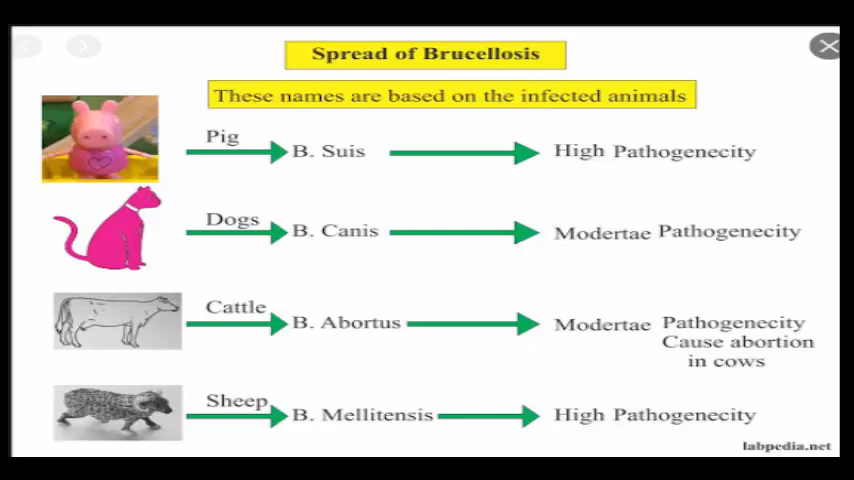 Spread of Brucellosis
These names are based on the infected animals
Pig
B. Suis
High Pathogenecity
Dogs
B. Canis
Modertae Pathogenecity
Cattle
B. Abortus
Modertae Pathogenecity
Cause abortion
in cows
Sheep
B. Mellitensis
High Pathogenecity
labpedia.net